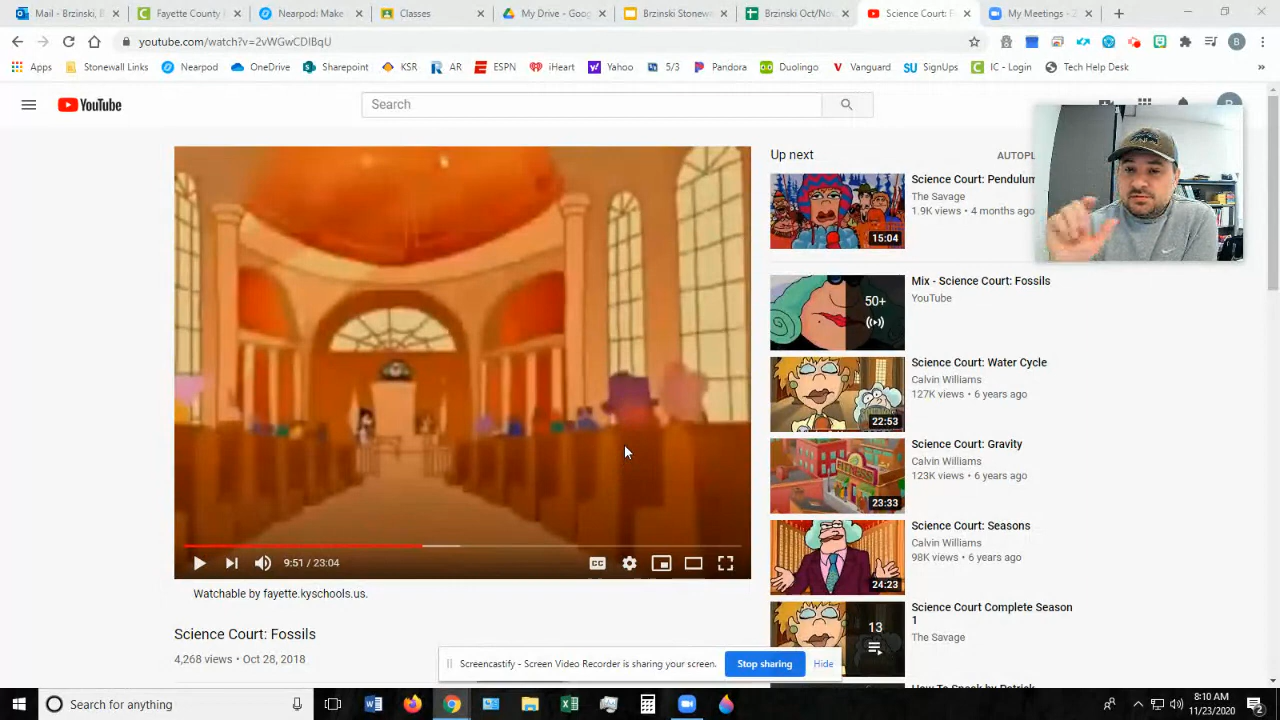 Mail - Brzinski, B
Fayette County
Nearpod: Make
Classes
My Drive - Goog
Brzinski Stonew
Brzinski Oct/Nov
Science Court: F
My Meetings - Z
youtube.com/watch?v=2vWGwCDIBqU
Apps
Stonewall Links
Nearpod
OneDrive
Sharepoint
KSR
AR
ESPN
iHeart
Yahoo
5/3
Pandora
Duolingo
Vanguard
SignUps
IC - Login
Tech Help Desk
YouTube
Search
Up next
AUTOPL
Science Court: Pendulum
The Savage
1.9K views • 4 months ago
15:04
Mix - Science Court: Fossils
YouTube
50+
Science Court: Water Cycle
Calvin Williams
127K views • 6 years ago
22:53
Science Court: Gravity
Calvin Williams
123K views • 6 years ago
FITNESS
23:33
Science Court: Seasons
Calvin Williams
98K views • 6 years ago
24:23
Science Court Complete Season
1
The Savage
13
9:51 / 23:04
Watchable by fayette.kyschools.us.
Science Court: Fossils
4,268 views • Oct 28, 2018
Screencastify - Screen Video Recorder is sharing your screen.
Stop sharing
Hide
Type here to search
8:10 AM
11/23/2020